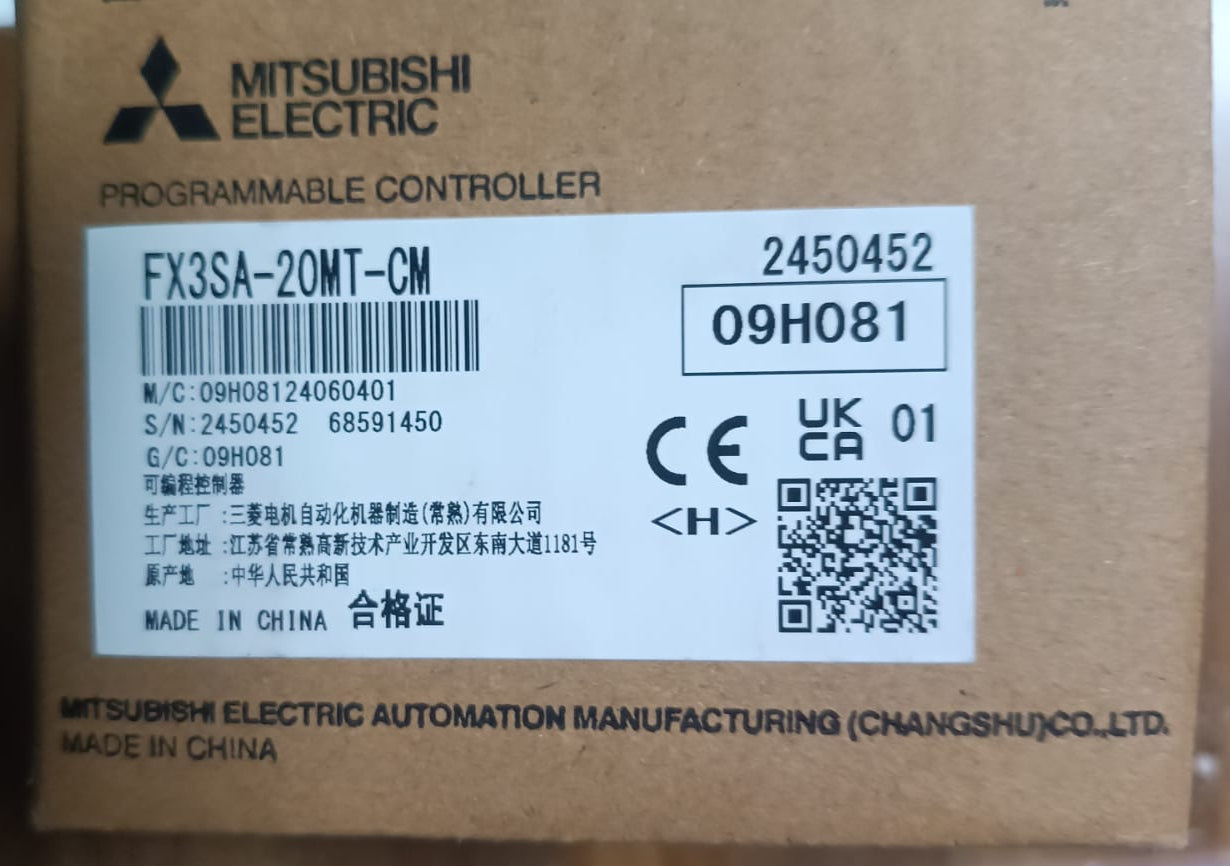 MITSUBISHI
ELECTRIC
PROGRAMMABLE CONTROLLER
FX3SA-20MT-CM
2450452
09H081
M/C:09H08124060401
S/N:2450452 68591450
G/C:09H081
CE
UK
CA
01
<H>
可编程控制器
生产工厂 :三菱电机自动化机器制造(常熟)有限公司
工厂地址 :江苏省常熟高新技术产业开发区东南大道1181号
原产地 :中华人民共和国
MADE IN CHINA 合格证
MITSUBISHI ELECTRIC AUTOMATION MANUFACTURING (CHANGSHU)CO.,LTD.
MADE IN CHINA